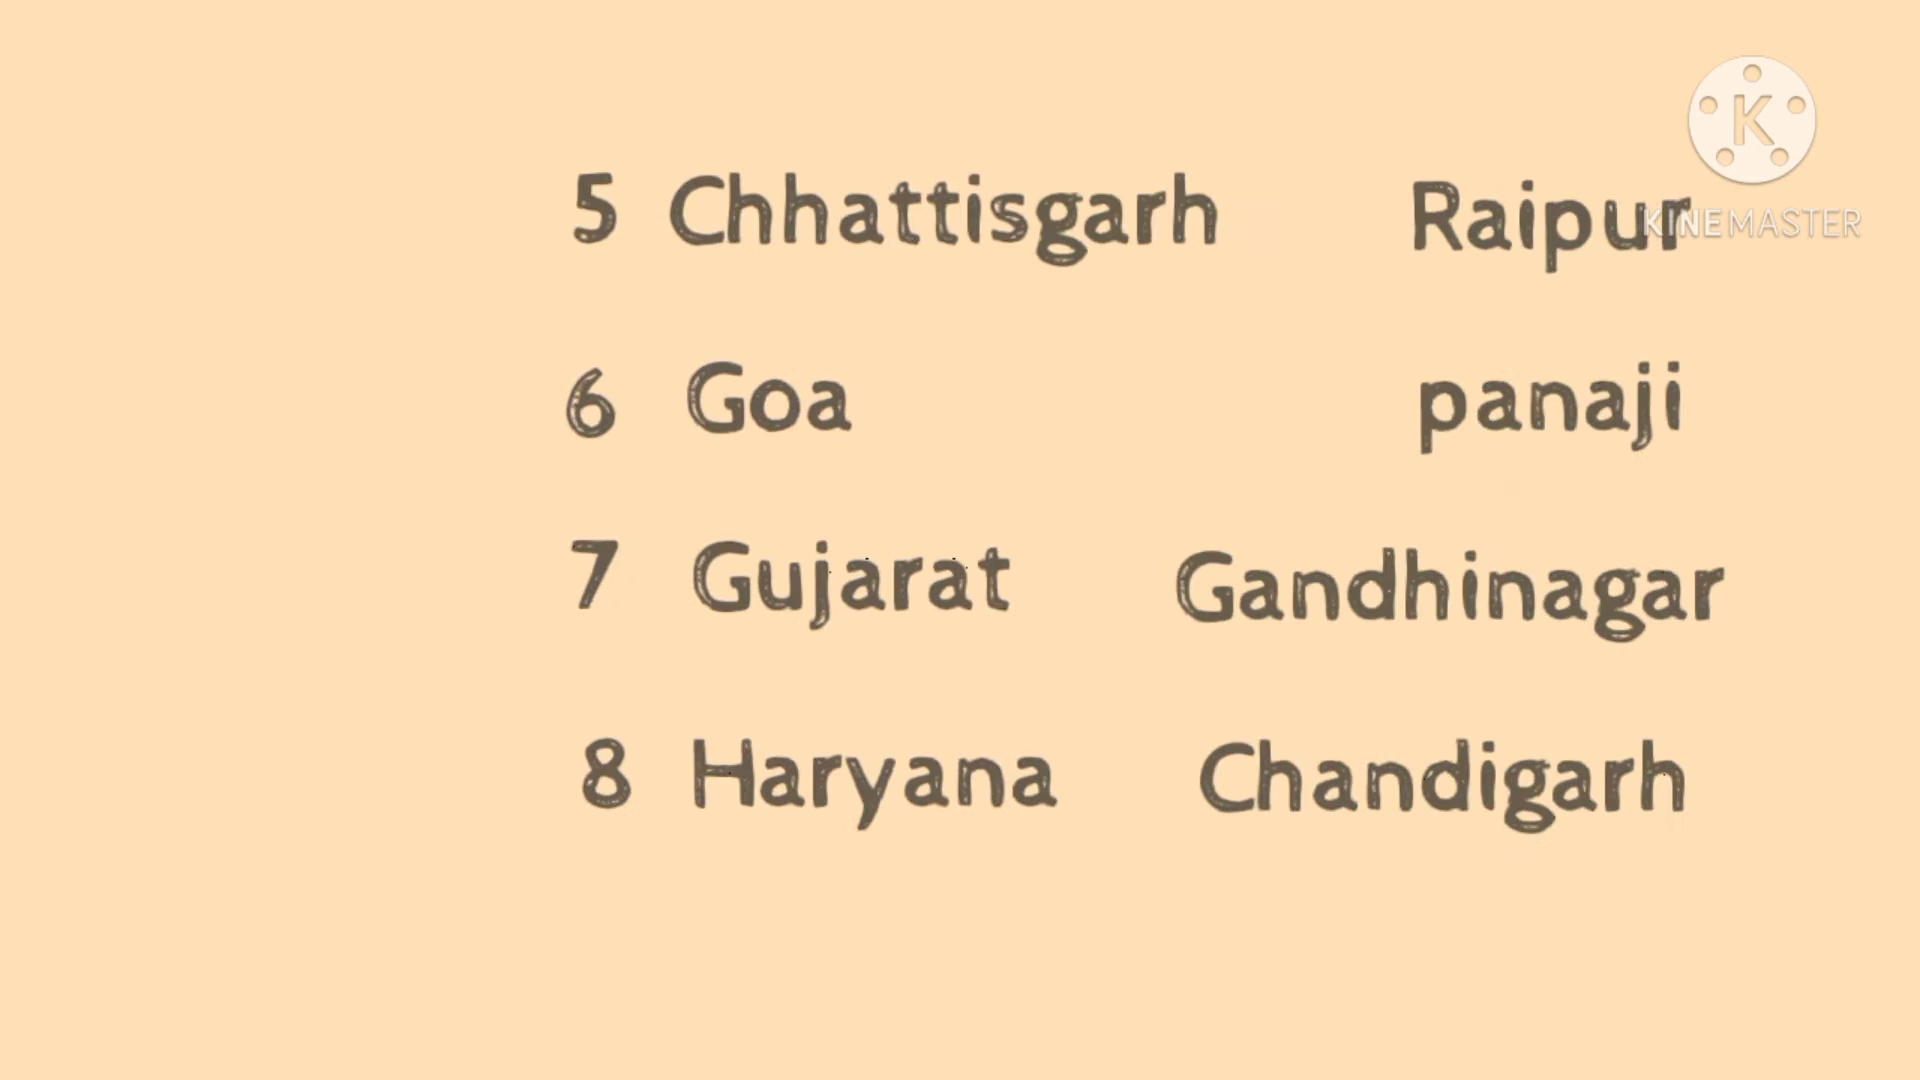 K
5 Chhattisgarh Raipur
KINEMASTER
6 Goa panaji
7 Gujarat Gandhinagar
8 Haryana Chandigarh